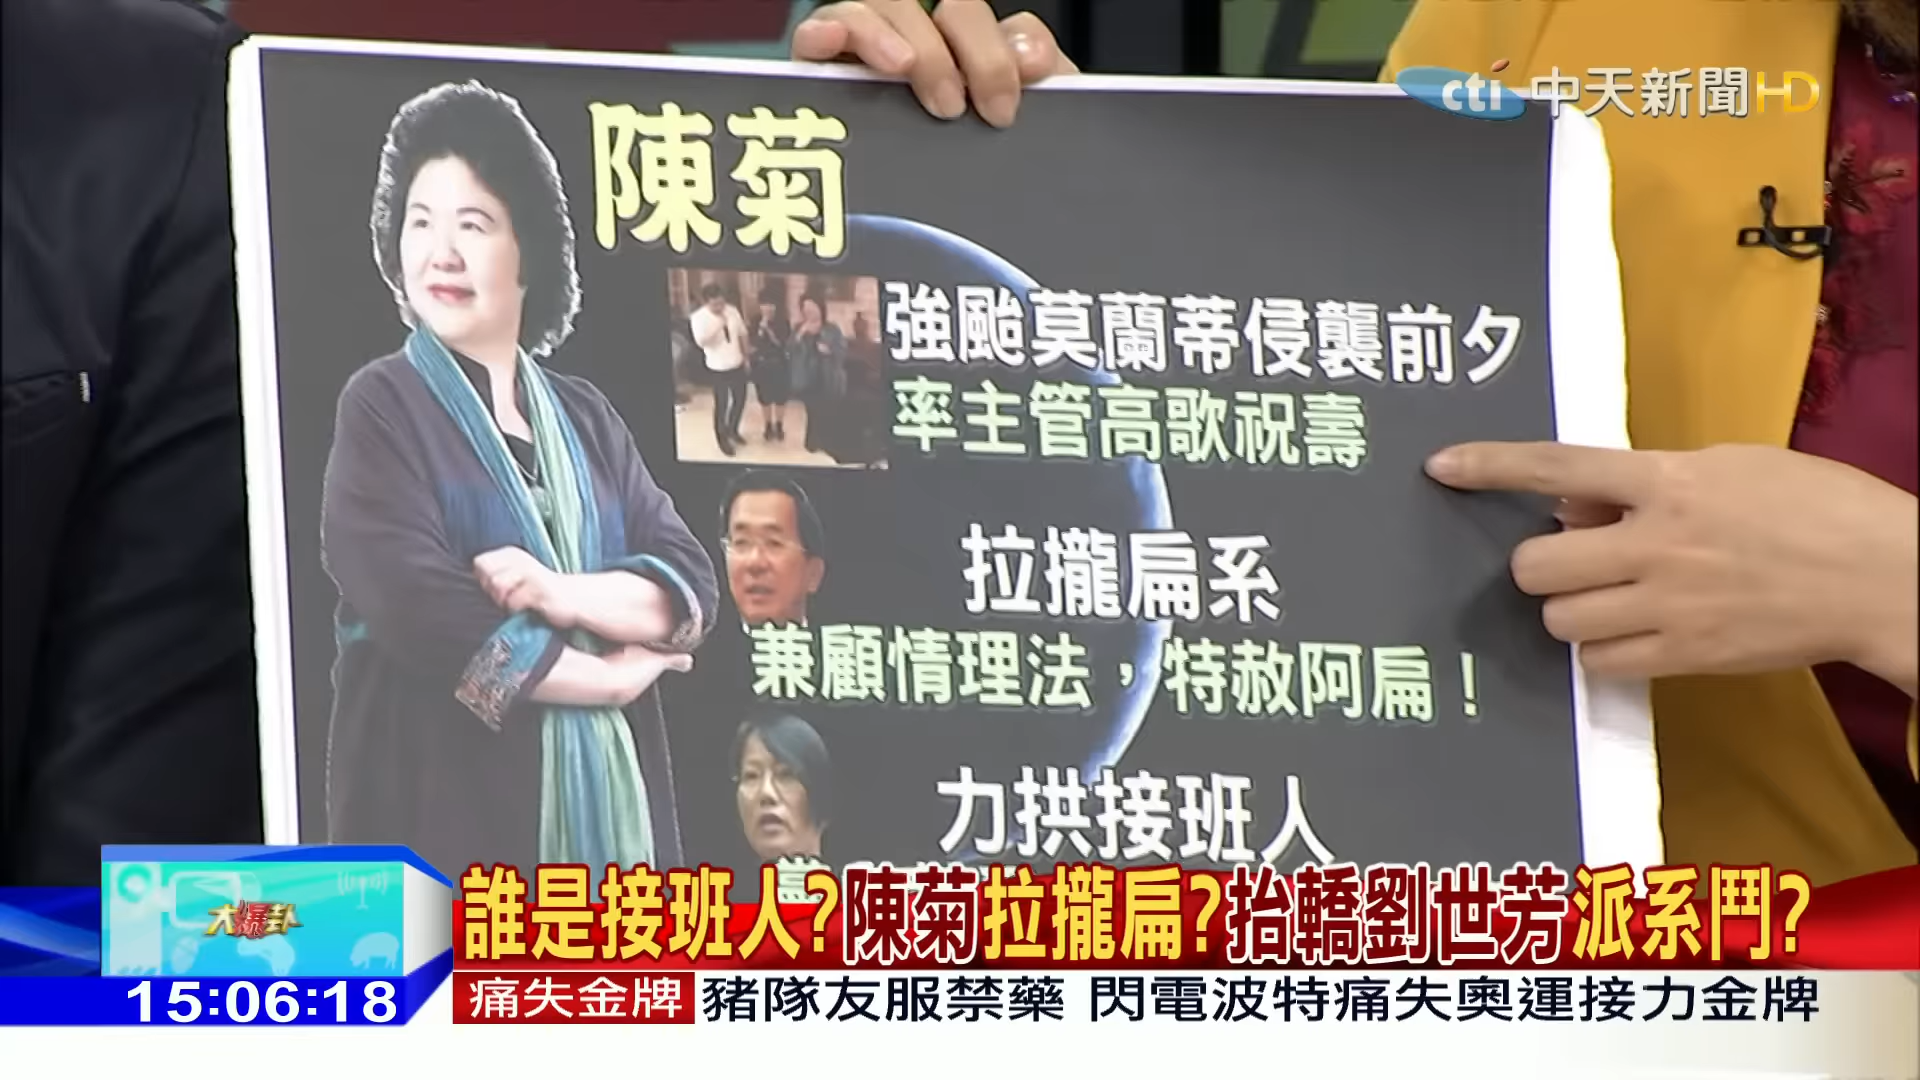 cti 中天新聞HD
陳菊
強颱莫蘭蒂侵襲前夕
率主管高歌祝壽
拉攏扁系
兼顧情理法，特赦阿扁！
力拱接班人
大爆卦
誰是接班人?陳菊拉攏扁?抬轎劉世芳派系鬥?
15:06:18
痛失金牌 豬隊友服禁藥 閃電波特痛失奧運接力金牌